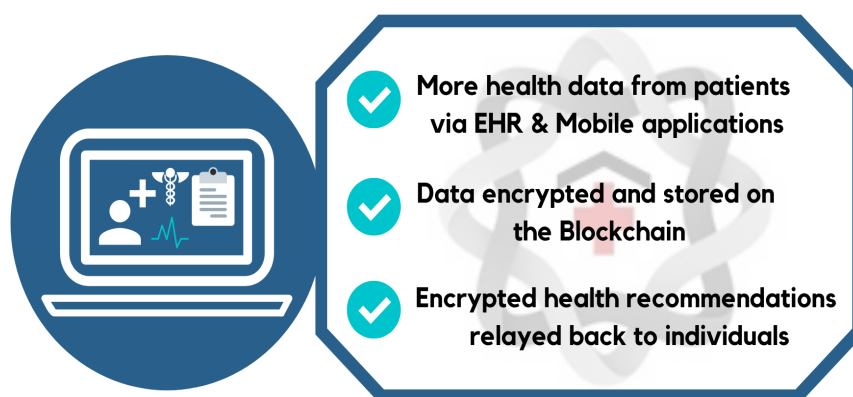 More health data from patients
via EHR & Mobile applications
Data encrypted and stored on
the Blockchain
Encrypted health recommendations
relayed back to individuals